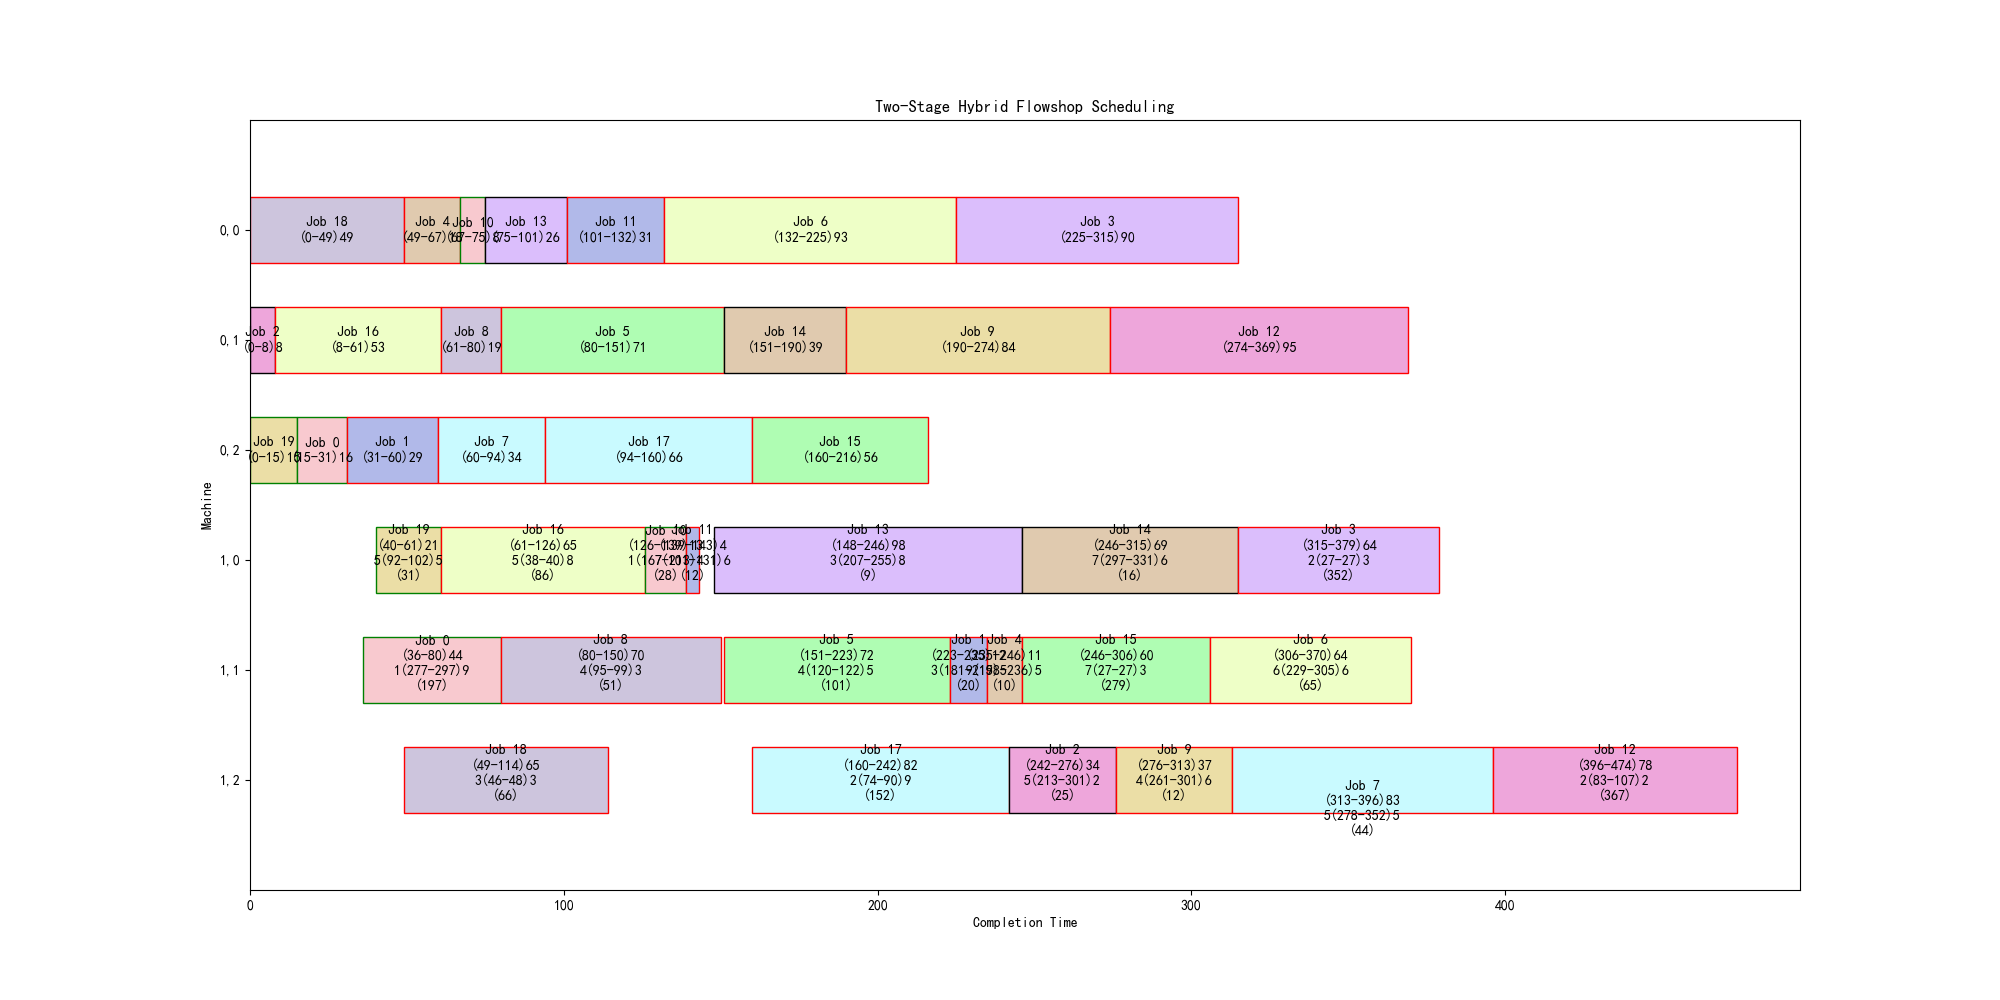 Two-Stage Hybrid Flowshop Scheduling
Machine
0,0
Job 18
(0-49)49
Job 4
(49-67)
Job 10
Job 13
(75-101)26
Job 11
(101-132)31
Job 6
(132-225)93
Job 3
(225-315)90
0,1
Job 2
(0-8)8
Job 16
(8-61)53
Job 8
(61-80)19
Job 5
(80-151)71
Job 14
(151-190)39
Job 9
(190-274)84
Job 12
(274-369)95
0,2
Job 19
(0-15)15
Job 0
(15-31)16
Job 1
(31-60)29
Job 7
(60-94)34
Job 17
(94-160)66
Job 15
(160-216)56
1,0
Job 19
(40-61)21
5(92-102)5
(31)
Job 16
(61-126)65
5(38-40)8
(86)
Job 10
(28)
Job 11
(12)
Job 13
(148-246)98
3(207-255)8
(9)
Job 14
(246-315)69
7(297-331)6
(16)
Job 3
(315-379)64
2(27-27)3
(352)
1,1
Job 0
(36-80)44
1(277-297)9
(197)
Job 8
(80-150)70
4(95-99)3
(51)
Job 5
(151-223)72
4(120-122)5
(101)
Job 1
(20)
Job 4
(10)
Job 15
(246-306)60
7(27-27)3
(279)
Job 6
(306-370)64
6(229-305)6
(65)
1,2
Job 18
(49-114)65
3(46-48)3
(66)
Job 17
(160-242)82
2(74-90)9
(152)
Job 2
(242-276)34
5(213-301)2
(25)
Job 9
(276-313)37
4(261-301)6
(12)
Job 7
(313-396)83
5(278-352)5
(44)
Job 12
(396-474)78
2(83-107)2
(367)
0
100
200
300
400
Completion Time